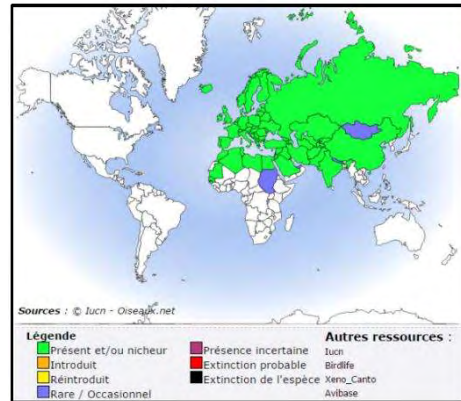 Sources : © Iucn - Oiseaux.net
Légende
Présent et/ou nicheur
Introduit
Réintroduit
Rare / Occasionnel
Présence incertaine
Extinction probable
Extinction de l'espèce
Autres ressources :
Iucn
Birdlife
Xeno_Canto
Avibase